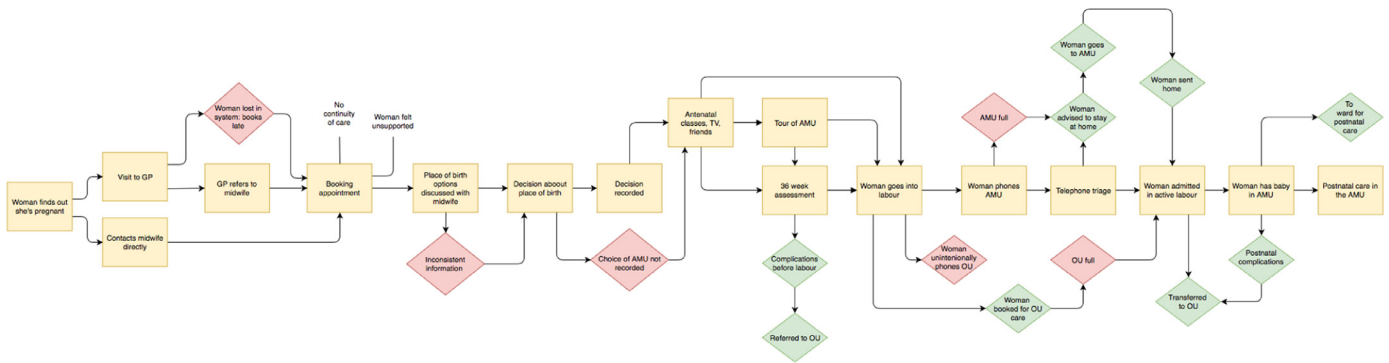 Woman finds out
she's pregnant
Visit to GP
Contacts midwife
directly
Woman lost in
system: books
late
GP refers to
midwife
No
continuity
of care
Woman felt
unsupported
Booking
appointment
Place of birth
options
discussed with
midwife
Inconsistent
information
Decision abouut
place of birth
Decision
recorded
Choice of AMU not
recorded
Antenatal
classes, TV,
friends
Tour of AMU
36 week
assessment
Complications
before labour
Referred to OU
Woman goes into
labour
Woman
unintenionally
phones OU
Woman
booked for OU
care
AMU full
Woman phones
AMU
Woman goes
to AMU
Woman
advised to stay
at home
Telephone triage
OU full
Woman sent
home
Woman admitted
in active labour
Transferred
to OU
Woman has baby
in AMU
Postnatal
complications
To
ward for
postnatal
care
Postnatal care in
the AMU